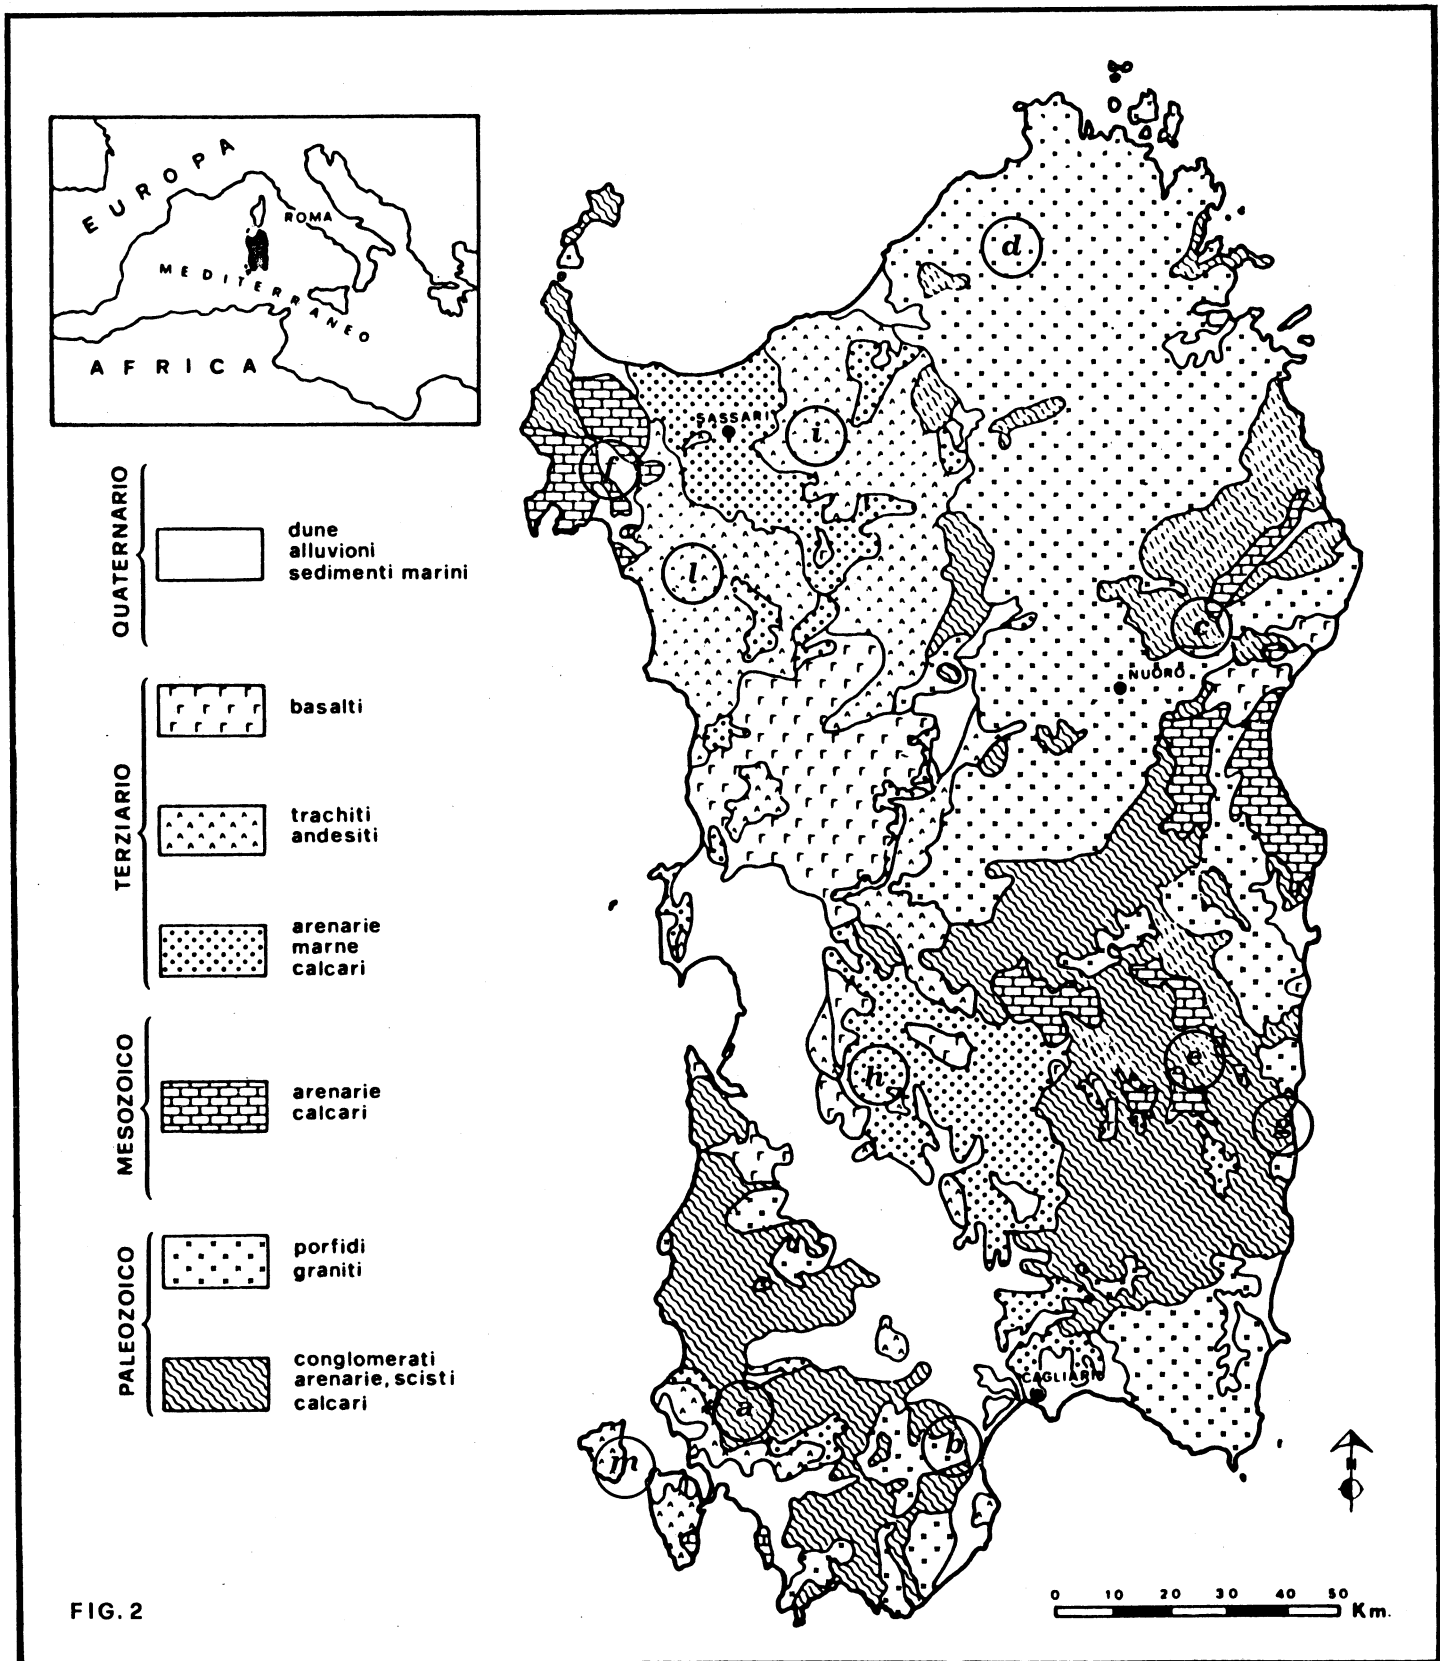 EUROPA
ROMA
MEDITERRANEO
AFRICA
QUATERNARIO
dune
alluvioni
sedimenti marini
TERZIARIO
basalti
trachiti
andesiti
arenarie
marne
calcari
MESOZOICO
arenarie
calcari
PALEOZOICO
porfidi
graniti
conglomerati
arenarie, scisti
calcari
d
SASSARI
i
f
l
c
NUORO
h
e
g
CAGLIARI
a
b
m
N
0 10 20 30 40 50 Km.
FIG. 2